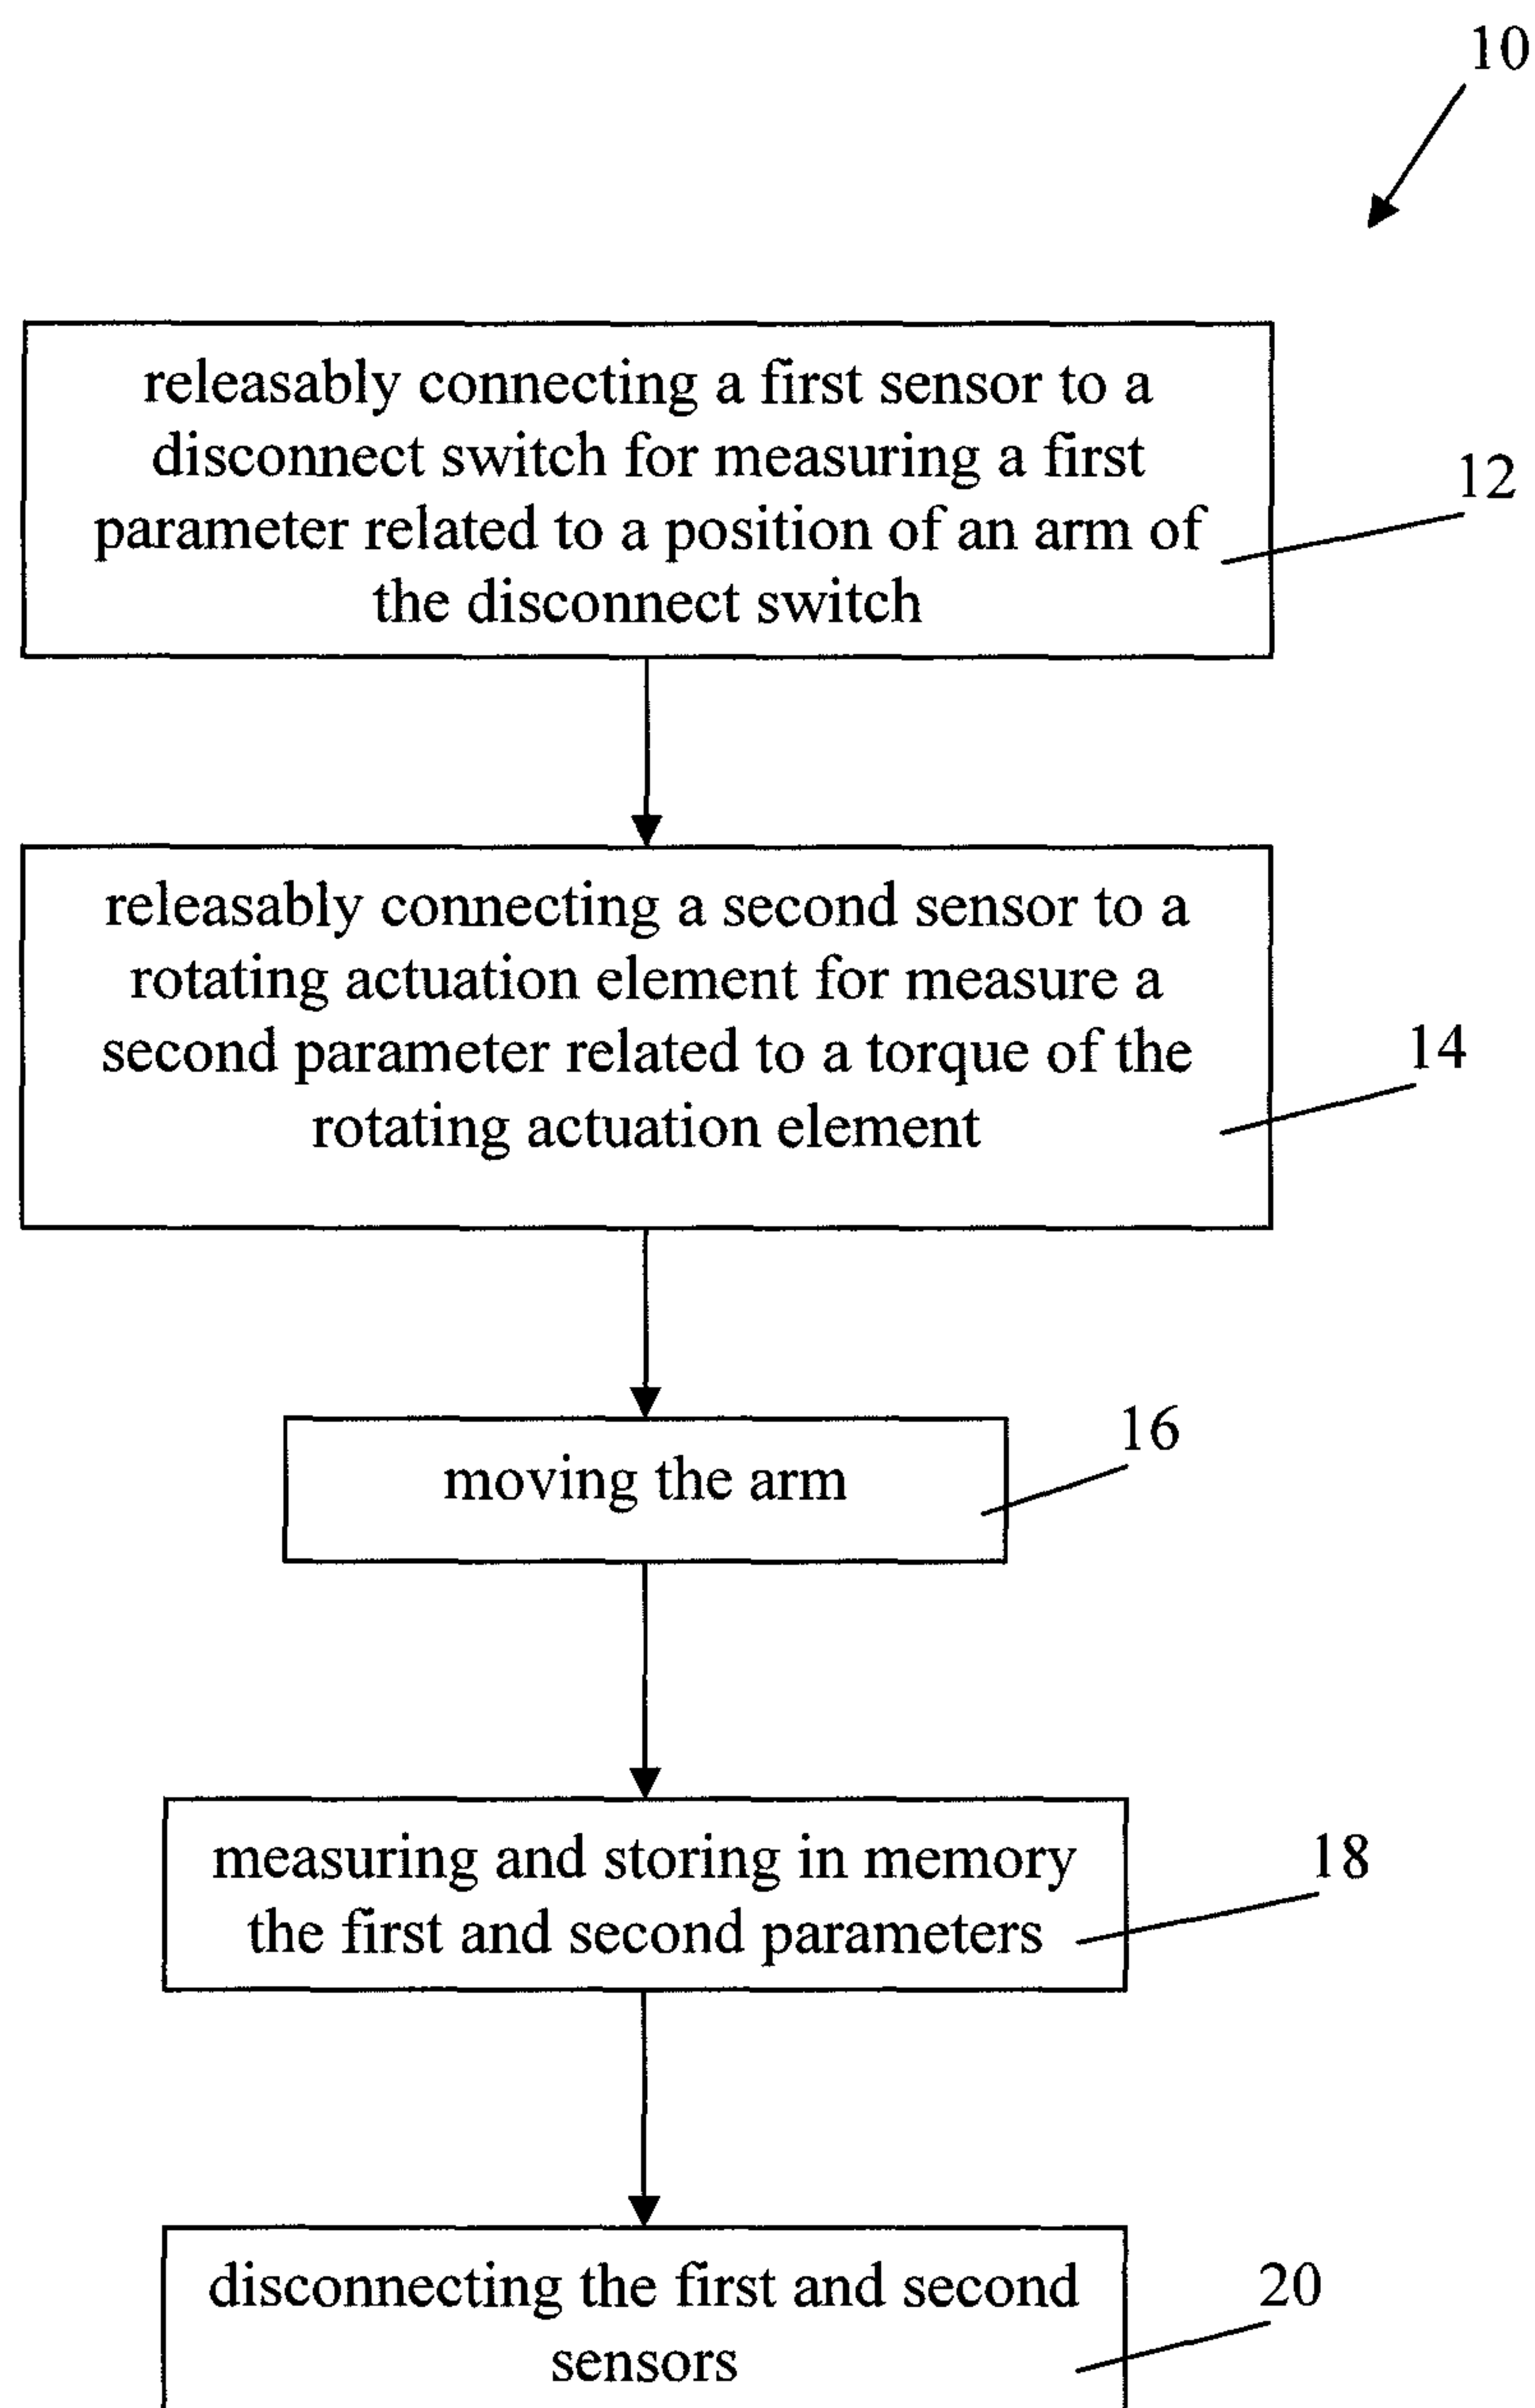 10
releasably connecting a first sensor to a
disconnect switch for measuring a first
parameter related to a position of an arm of
the disconnect switch
12
releasably connecting a second sensor to a
rotating actuation element for measure a
second parameter related to a torque of the
rotating actuation element
14
moving the arm
16
measuring and storing in memory
the first and second parameters
18
disconnecting the first and second
sensors
20